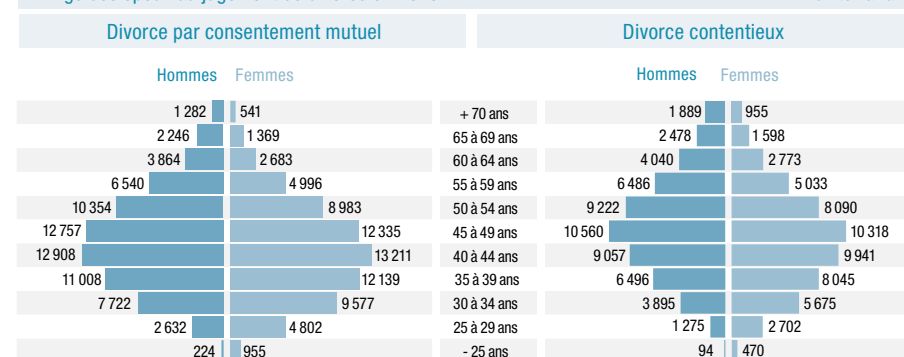 Divorce par consentement mutuel Divorce contentieux
Hommes Femmes Hommes Femmes
1 282 541 + 70 ans 1 889 955
2 246 1 369 65 à 69 ans 2 478 1 598
3 864 2 683 60 à 64 ans 4 040 2 773
6 540 4 996 55 à 59 ans 6 486 5 033
10 354 8 983 50 à 54 ans 9 222 8 090
12 757 12 335 45 à 49 ans 10 560 10 318
12 908 13 211 40 à 44 ans 9 057 9 941
11 008 12 139 35 à 39 ans 6 496 8 045
7 722 9 577 30 à 34 ans 3 895 5 675
2 632 4 802 25 à 29 ans 1 275 2 702
224 955 - 25 ans 94 470